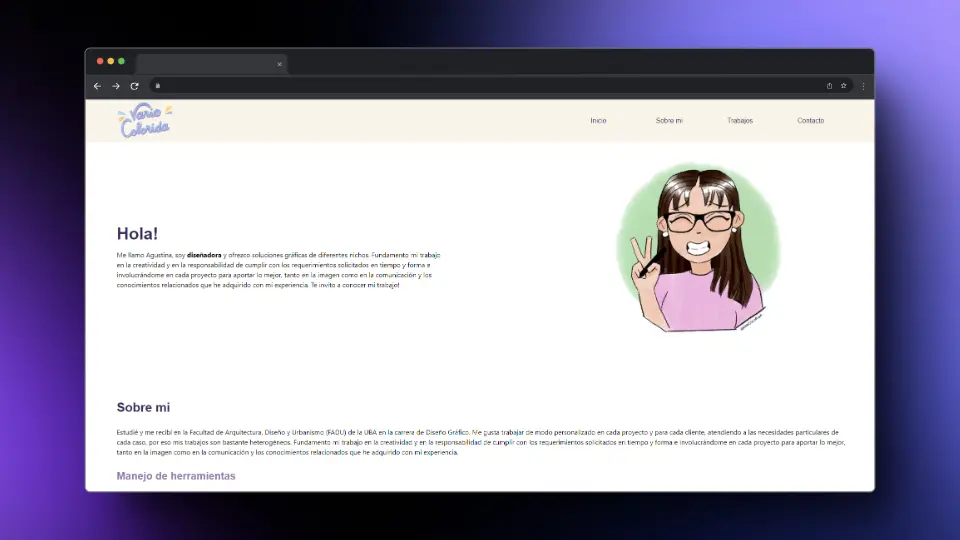 Vario
Colorida
Inicio
Sobre mi
Trabajos
Contacto
Hola!
Me llamo Agustina, soy diseñadora y ofrezco soluciones gráficas de diferentes nichos. Fundamento mi trabajo
en la creatividad y en la responsabilidad de cumplir con los requerimientos solicitados en tiempo y forma e
involucrándome en cada proyecto para aportar lo mejor, tanto en la imagen como en la comunicación y los
conocimientos relacionados que he adquirido con mi experiencia. Te invito a conocer mi trabajo!
Sobre mi
Estudié y me recibí en la Facultad de Arquitectura, Diseño y Urbanismo (FADU) de la UBA en la carrera de Diseño Gráfico. Me gusta trabajar de modo personalizado en cada proyecto y para cada cliente, atendiendo a las necesidades particulares de
cada caso, por eso mis trabajos son bastante heterogéneos. Fundamento mi trabajo en la creatividad y en la responsabilidad de cumplir con los requerimientos solicitados en tiempo y forma e involucrándome en cada proyecto para aportar lo mejor,
tanto en la imagen como en la comunicación y los conocimientos relacionados que he adquirido con mi experiencia.
Manejo de herramientas